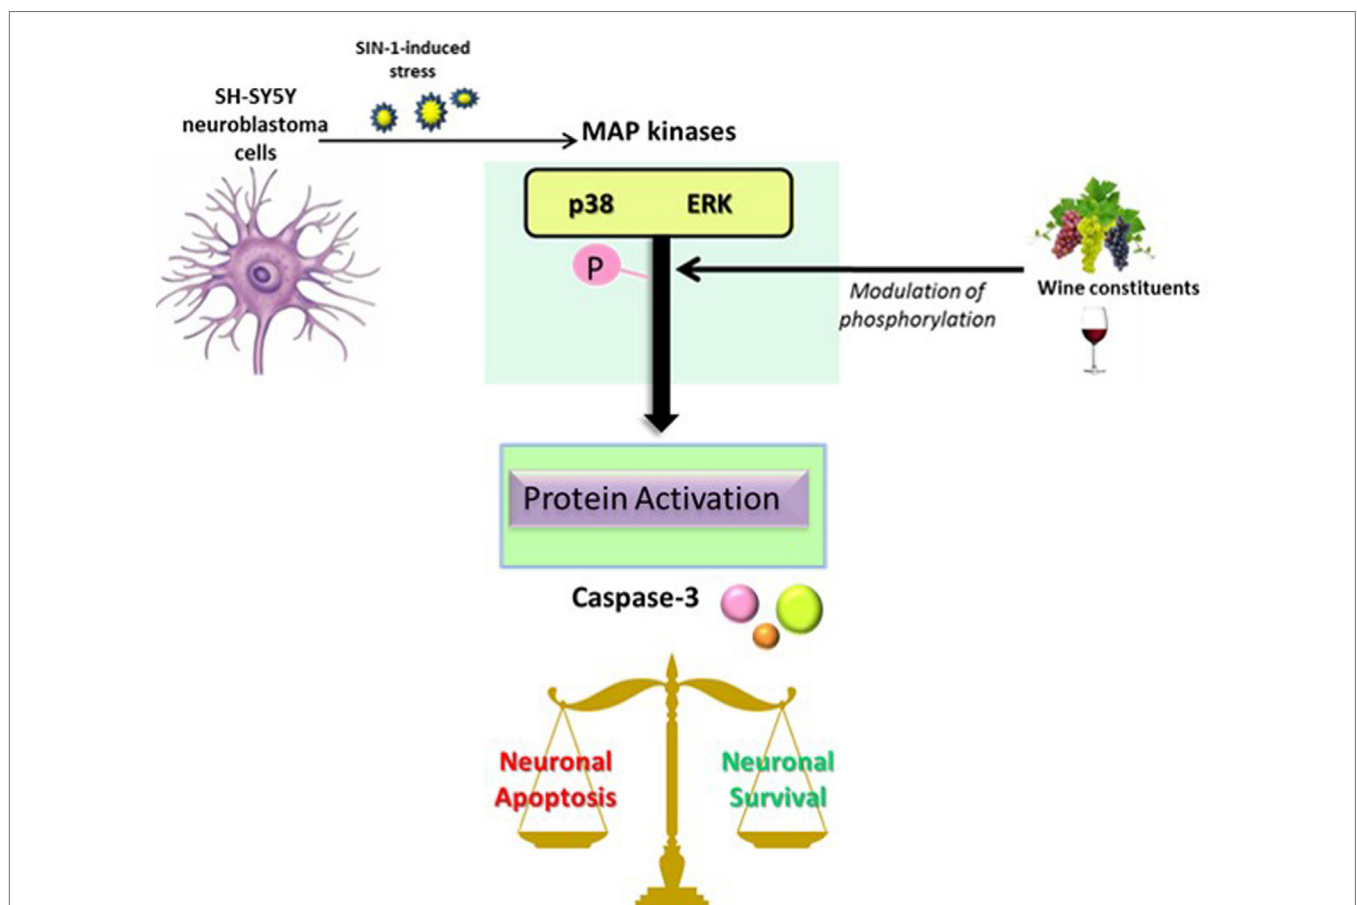 SIN-1-induced
stress
SH-SY5Y
neuroblastoma
cells
MAP kinases
p38 ERK
P
Modulation of
phosphorylation
Wine constituents
Protein Activation
Caspase-3
Neuronal
Apoptosis
Neuronal
Survival